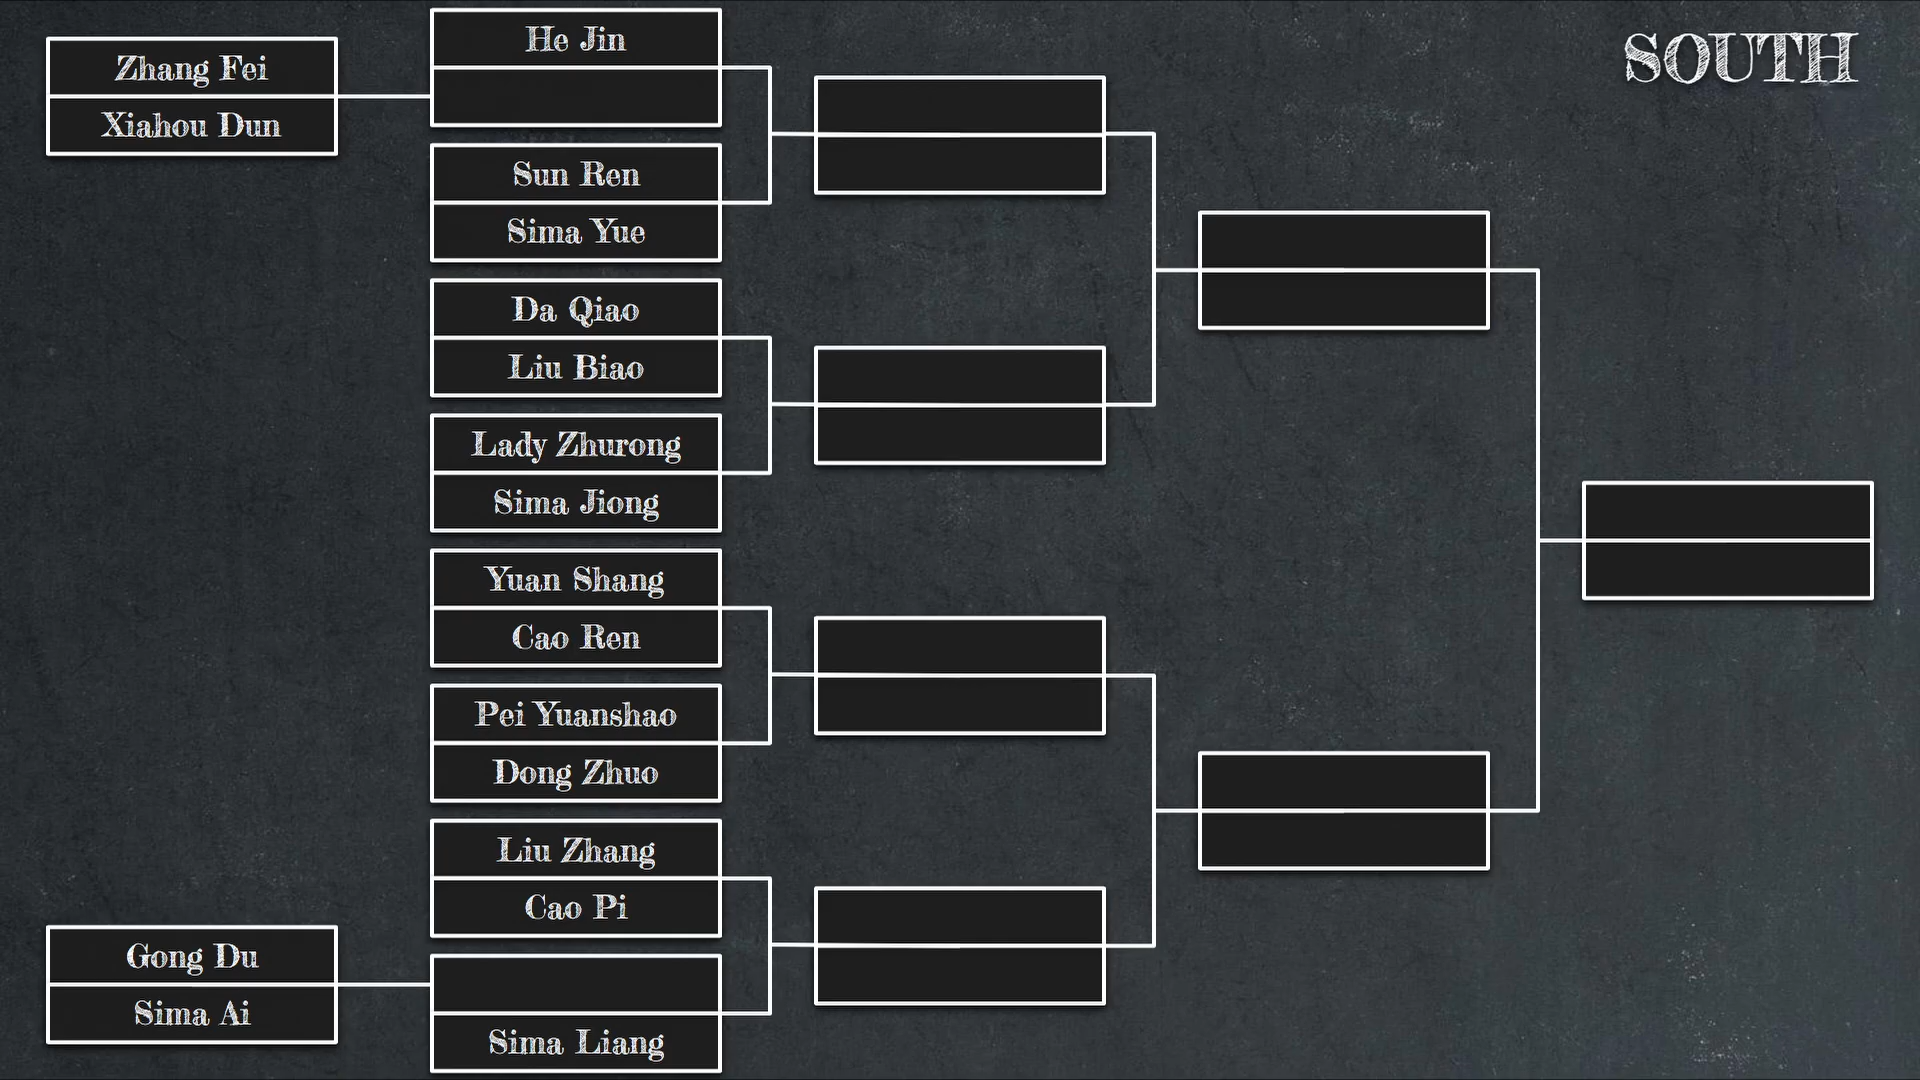 SOUTH
Zhang Fei
Xiahou Dun
He Jin
Sun Ren
Sima Yue
Da Qiao
Liu Biao
Lady Zhurong
Sima Jiong
Yuan Shang
Cao Ren
Pei Yuanshao
Dong Zhuo
Liu Zhang
Cao Pi
Gong Du
Sima Ai
Sima Liang